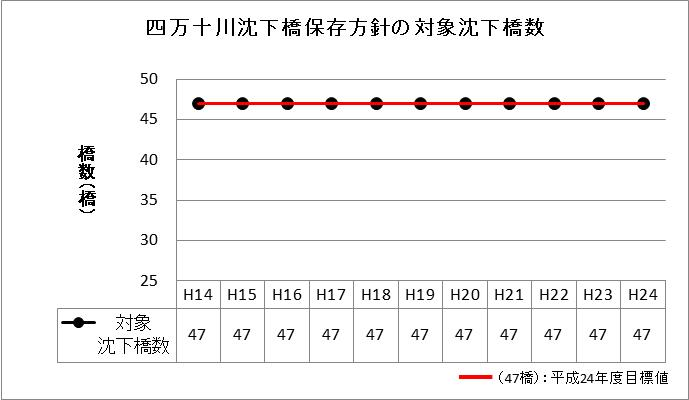 四万十川沈下橋保存方針の対象沈下橋数
橋数(橋)
50
45
40
35
30
25
H14 H15 H16 H17 H18 H19 H20 H21 H22 H23 H24
対象
沈下橋数
47 47 47 47 47 47 47 47 47 47 47
(47橋):平成24年度目標値